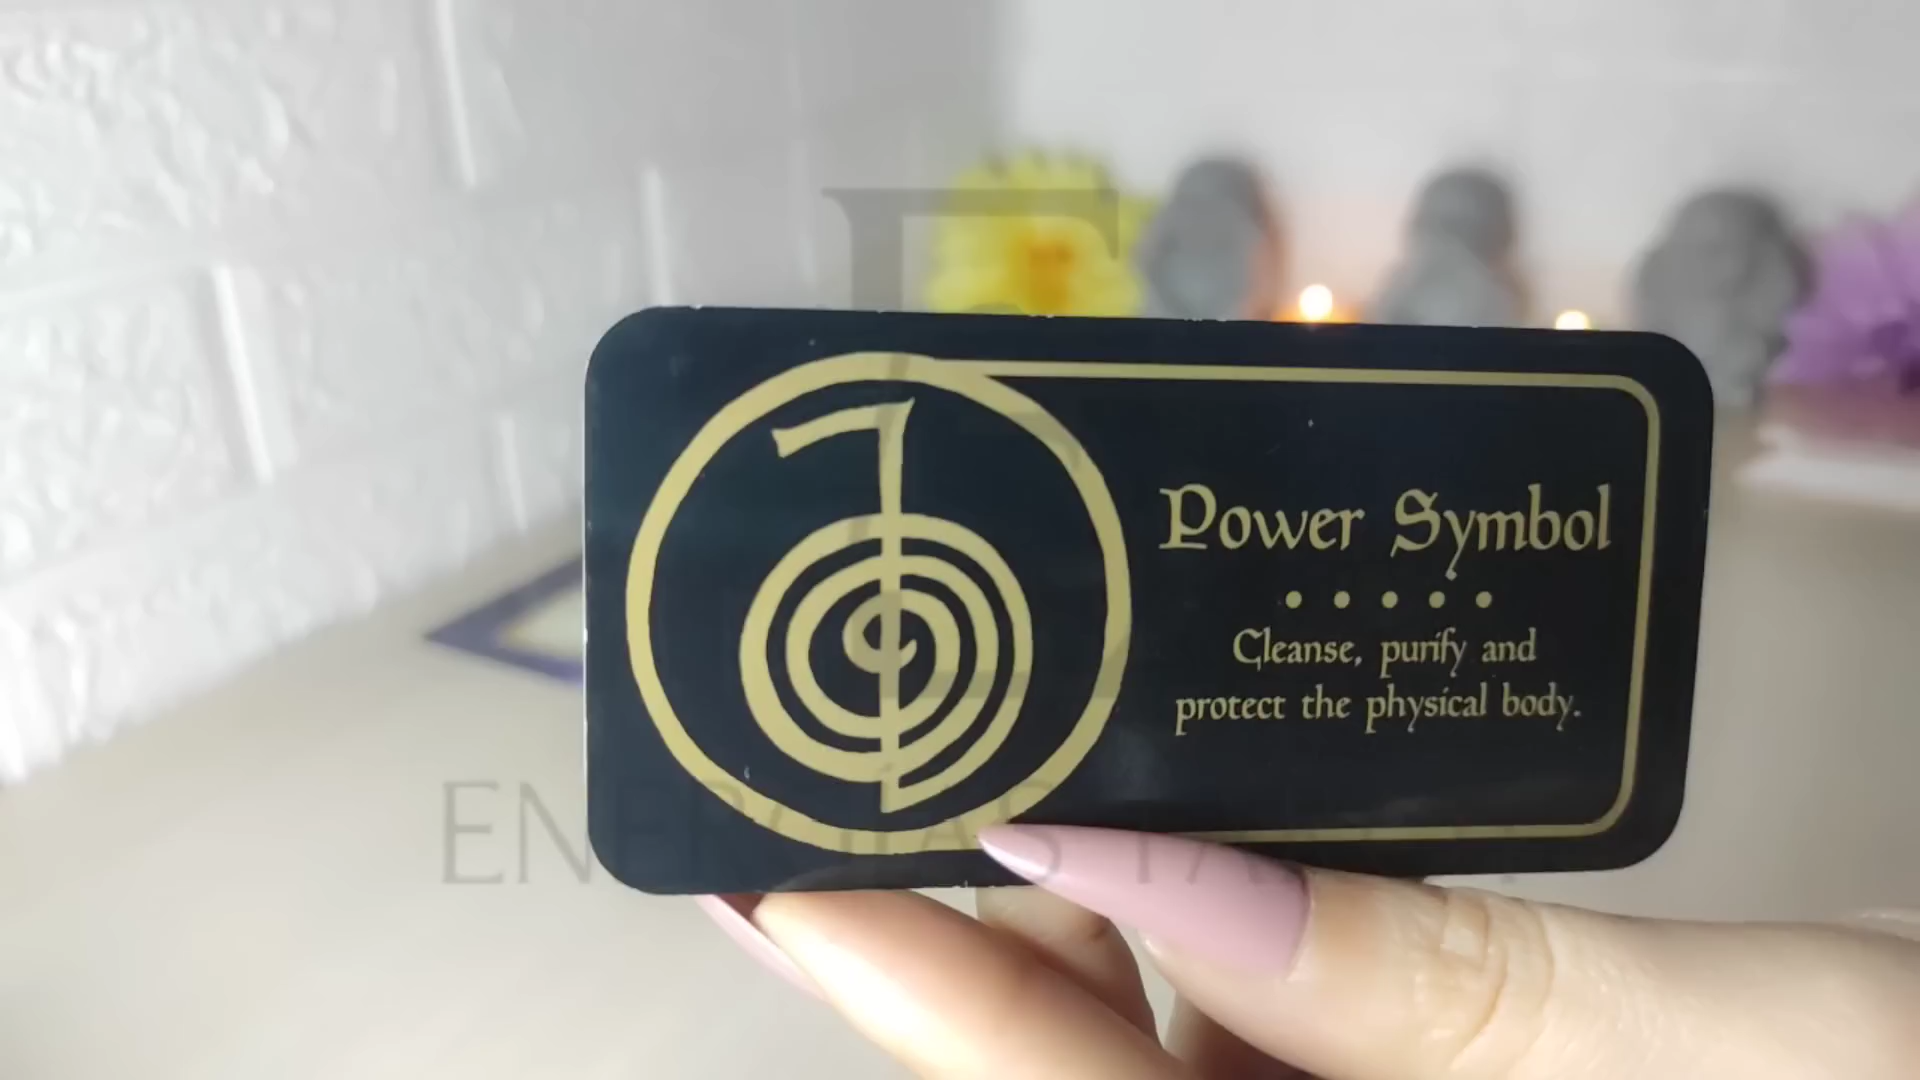 Power Symbol
Cleanse, purify and
protect the physical body.